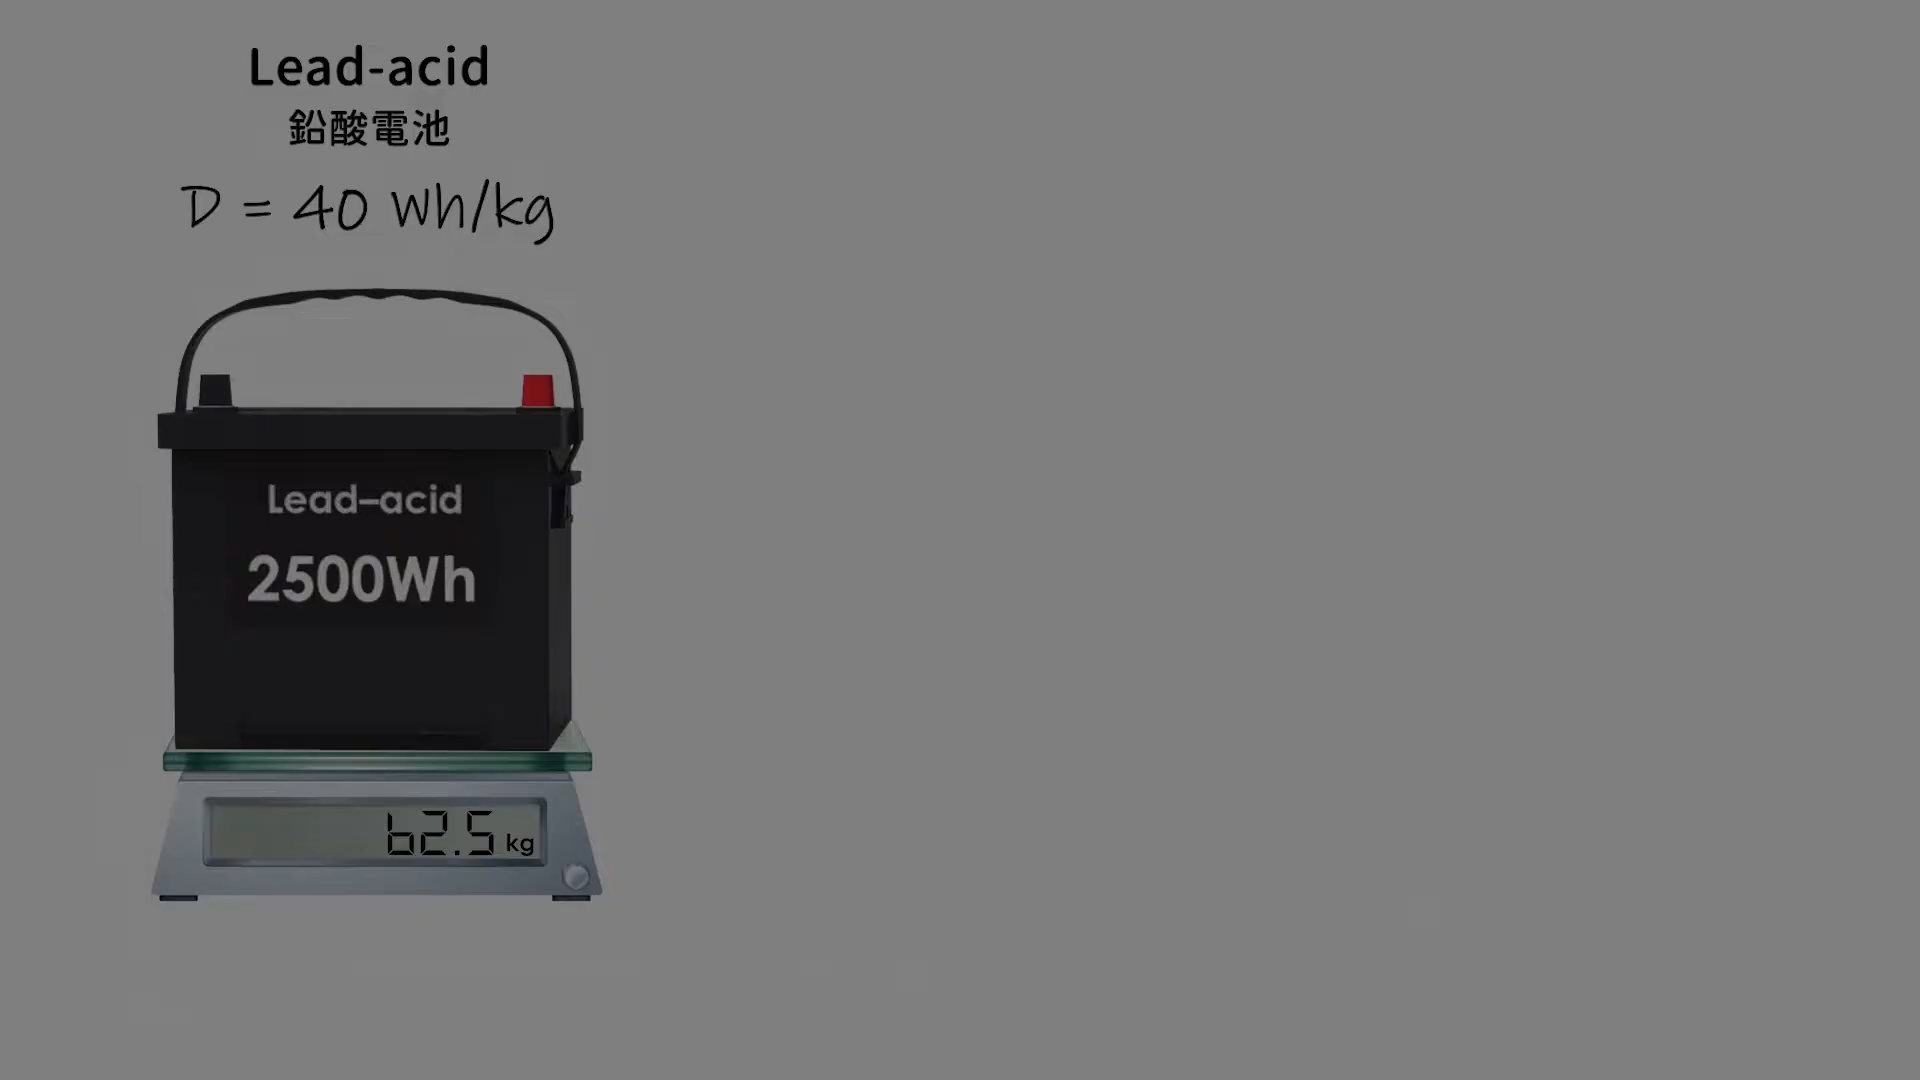 Lead-acid
鉛酸電池
D = 40 Wh/kg
Lead–acid
2500Wh
62.5 kg